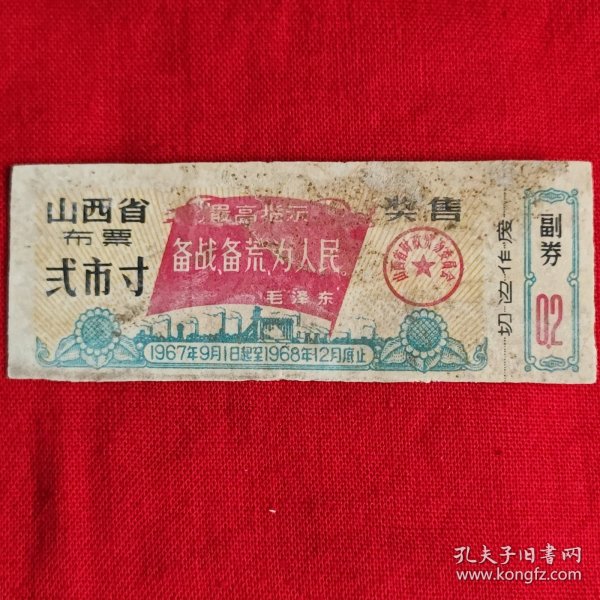 山西省
布票
弍市寸
最高指示
备战、备荒、为人民。
毛泽东
奖售
1967年9月1日起至1968年12月底止
切边作废
副券
0.2
孔夫子旧书网
www.kongfz.com